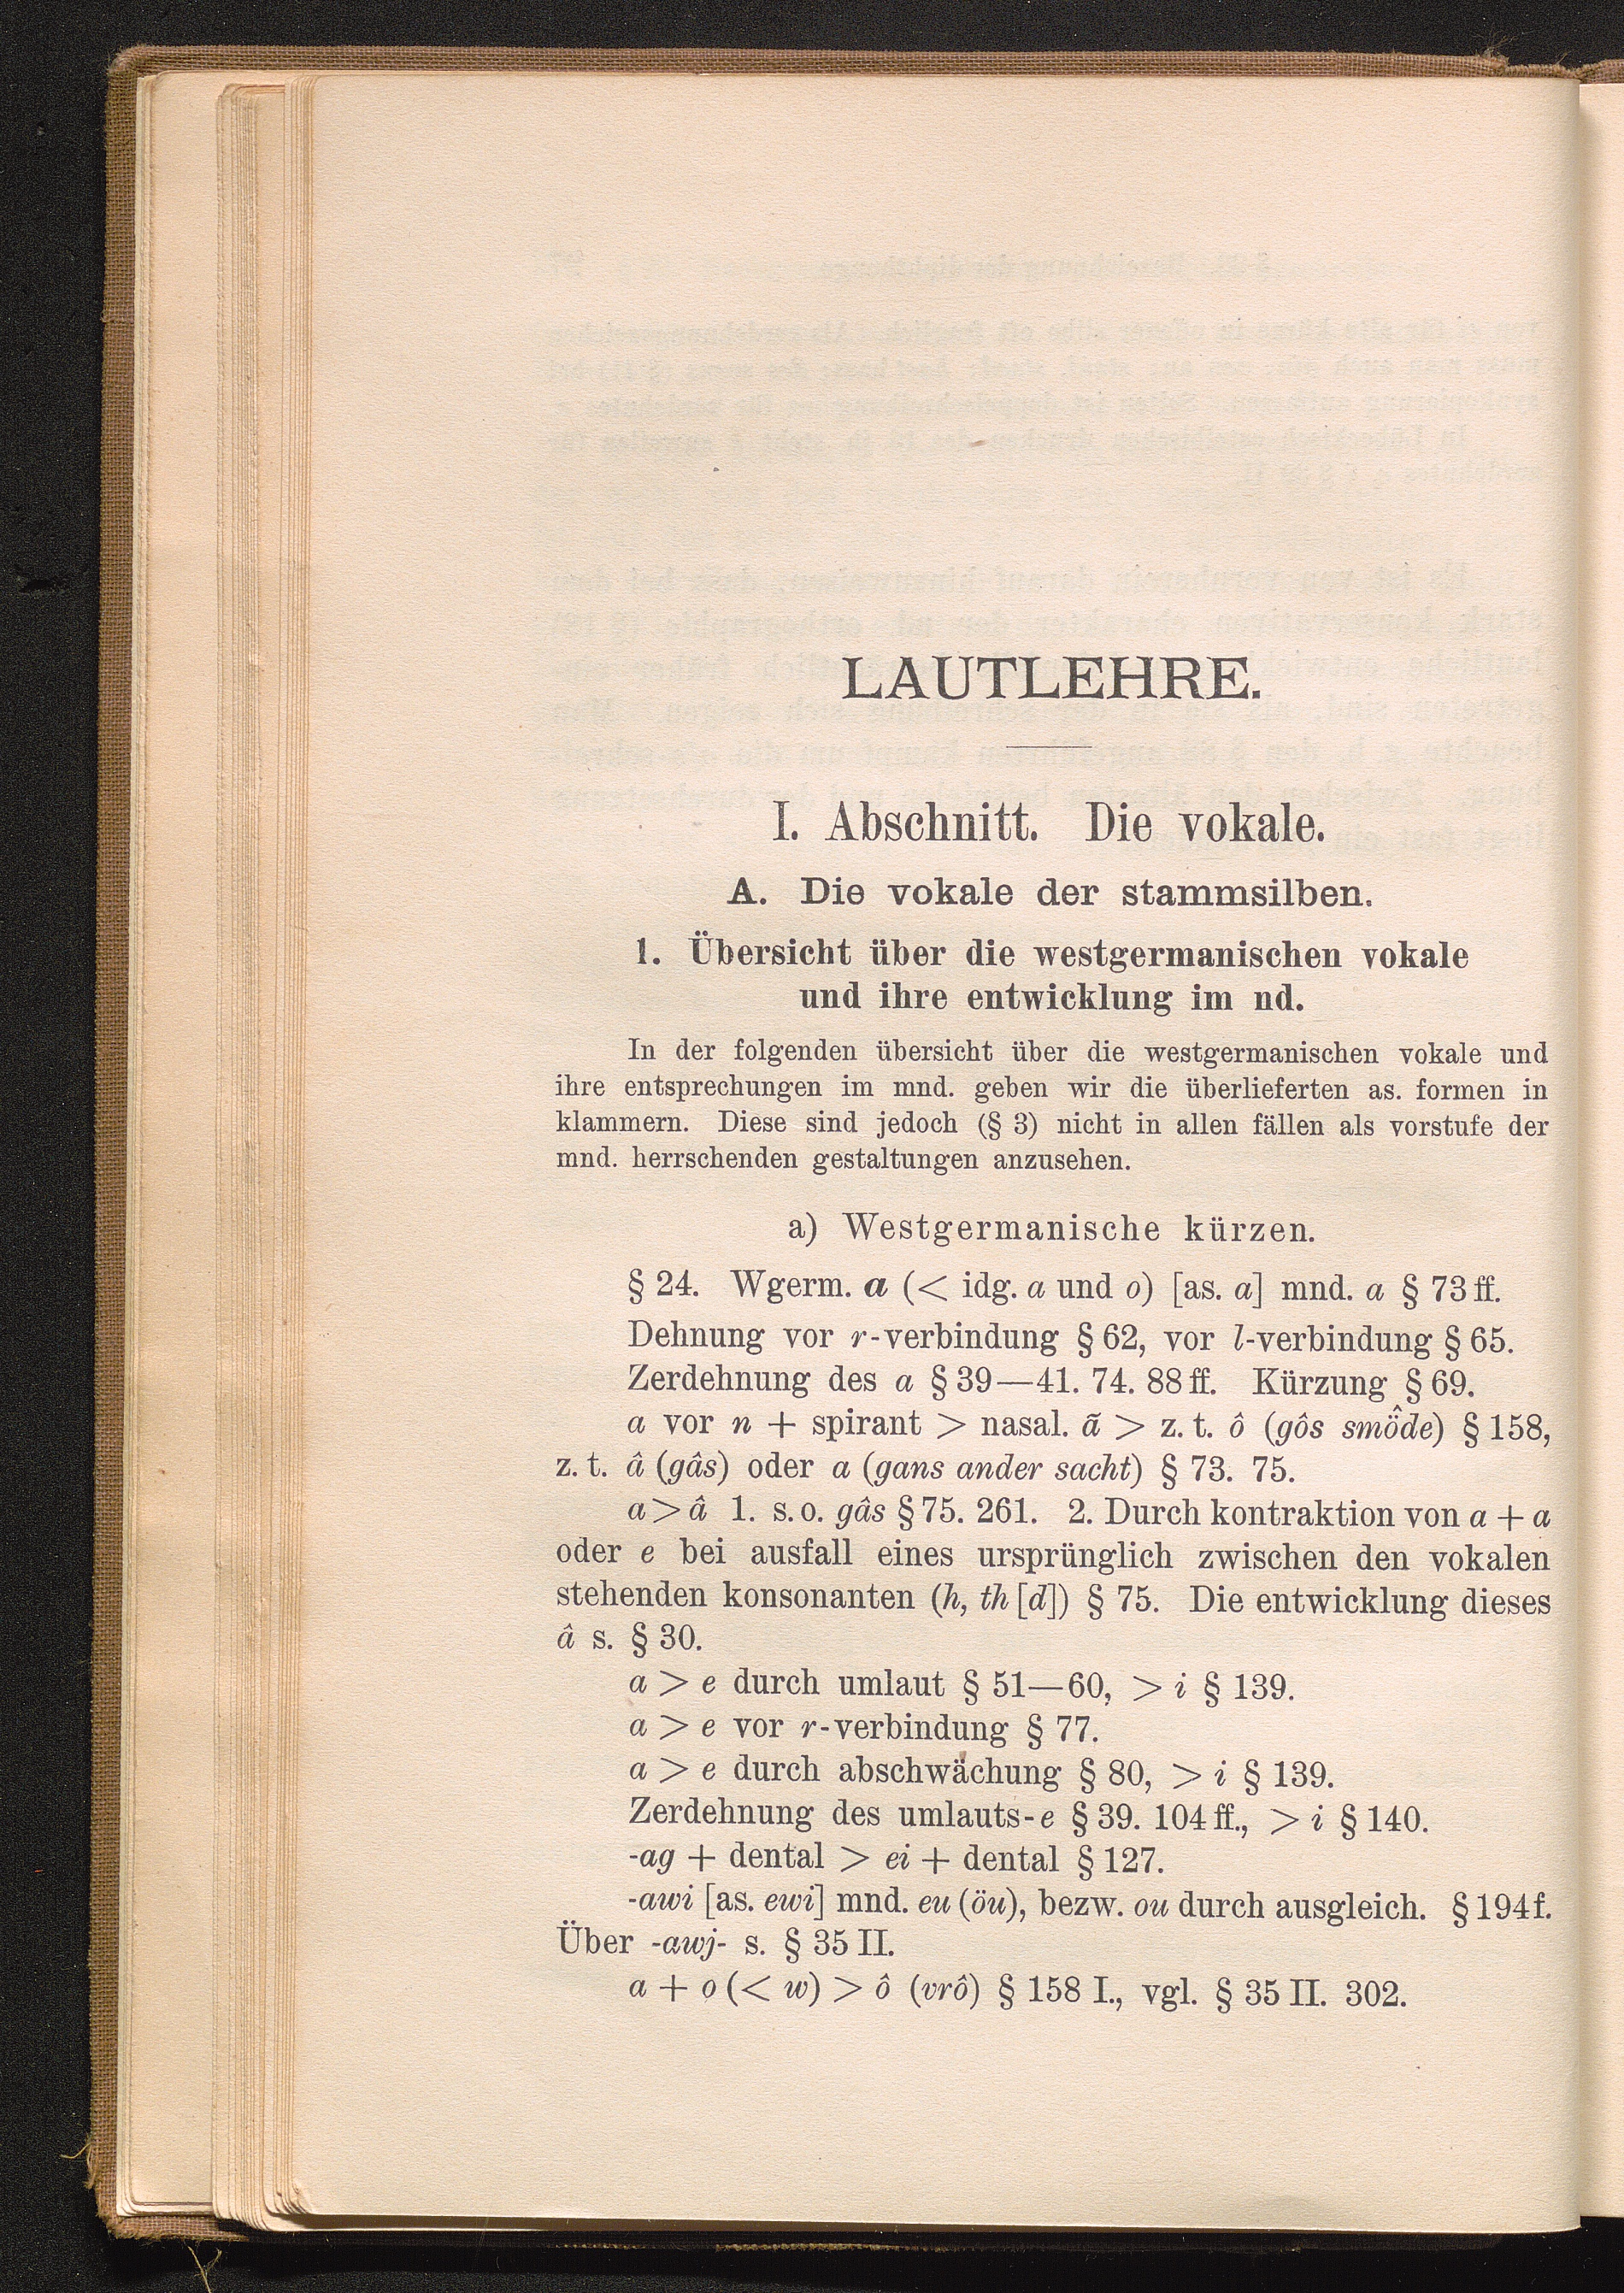 LAUTLEHRE.
I. Abschnitt. Die vokale.
A. Die vokale der stammsilben.
1. Übersicht über die westgermanischen vokale
und ihre entwicklung im nd.
In der folgenden übersicht über die westgermanischen vokale und
ihre entsprechungen im mnd. geben wir die überlieferten as. formen in
klammern. Diese sind jedoch (§ 3) nicht in allen fällen als vorstufe der
mnd. herrschenden gestaltungen anzusehen.
a) Westgermanische kürzen.
§ 24. Wgerm. a (< idg. a und o) [as. a] mnd. a § 73 ff.
Dehnung vor r-verbindung § 62, vor l-verbindung § 65.
Zerdehnung des a § 39—41. 74. 88 ff. Kürzung § 69.
a vor n + spirant > nasal. ã > z. t. ô (gôs smö̂de) § 158,
z. t. â (gâs) oder a (gans ander sacht) § 73. 75.
a > â 1. s. o. gâs § 75. 261. 2. Durch kontraktion von a + a
oder e bei ausfall eines ursprünglich zwischen den vokalen
stehenden konsonanten (h, th [d]) § 75. Die entwicklung dieses
â s. § 30.
a > e durch umlaut § 51—60, > i § 139.
a > e vor r-verbindung § 77.
a > e durch abschwächung § 80, > i § 139.
Zerdehnung des umlauts-e § 39. 104 ff., > i § 140.
-ag + dental > ei + dental § 127.
-awi [as. ewi] mnd. eu (öu), bezw. ou durch ausgleich. § 194 f.
Über -awj- s. § 35 II.
a + o (< w) > ô (vrô) § 158 I., vgl. § 35 II. 302.